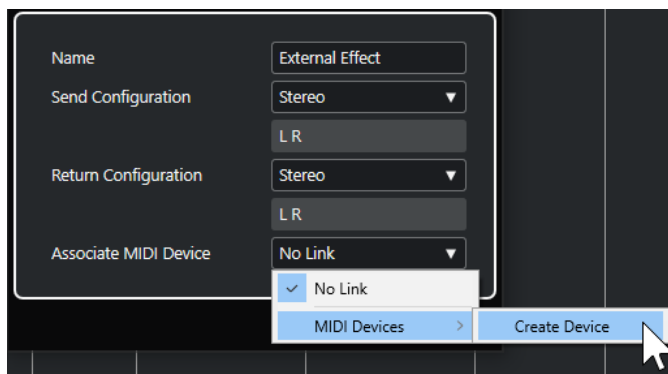 Name External Effect
Send Configuration Stereo
L R
Return Configuration Stereo
L R
Associate MIDI Device No Link
No Link
MIDI Devices Create Device